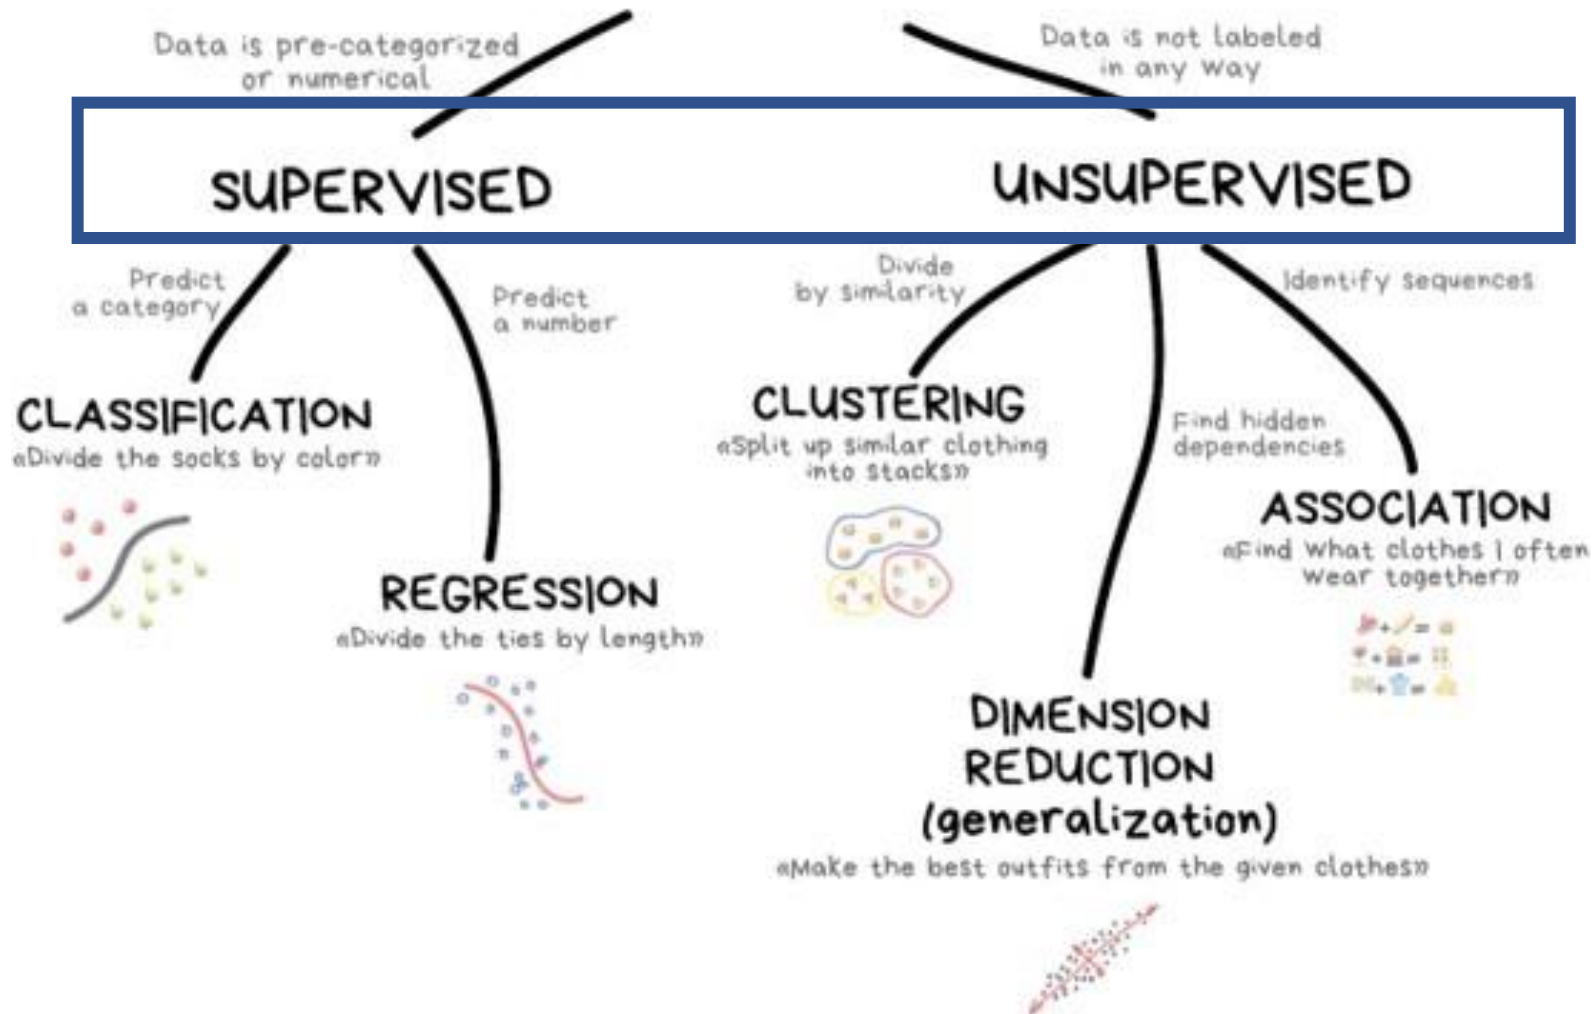 Data is pre-categorized
or numerical
Data is not labeled
in any way
SUPERVISED
UNSUPERVISED
Predict
a category
Predict
a number
Divide
by similarity
Identify sequences
CLASSIFICATION
«Divide the socks by color»
CLUSTERING
«Split up similar clothing
into stacks»
Find hidden
dependencies
ASSOCIATION
«Find What clothes I often
Wear together»
REGRESSION
«Divide the ties by length»
DIMENSION
REDUCTION
(generalization)
«Make the best outfits from the given clothes»